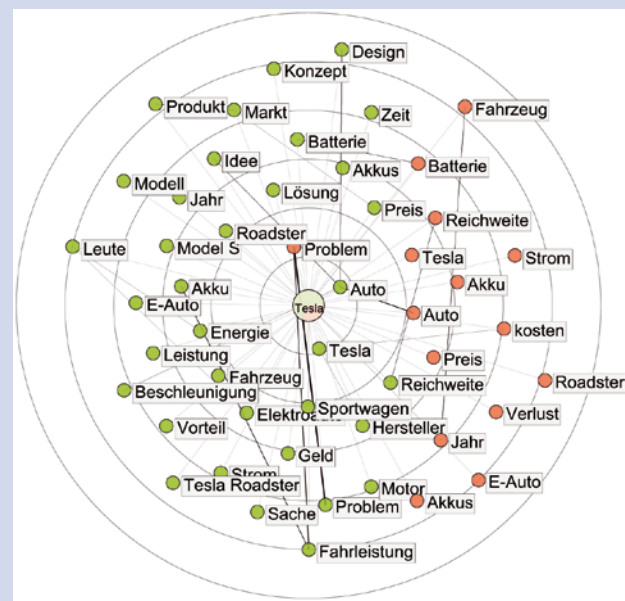 Design
Konzept
Produkt
Markt
Zeit
Fahrzeug
Batterie
Idee
Akkus
Batterie
Modell
Jahr
Lösung
Preis
Reichweite
Roadster
Leute
Model S
Problem
Tesla
Strom
Akku
Auto
Akku
E-Auto
Tesla
Auto
kosten
Energie
Tesla
Leistung
Preis
Fahrzeug
Reichweite
Roadster
Beschleunigung
Sportwagen
Verlust
Elektroauto
Vorteil
Hersteller
Jahr
Geld
Strom
Tesla Roadster
Motor
E-Auto
Sache
Problem
Akkus
Fahrleistung